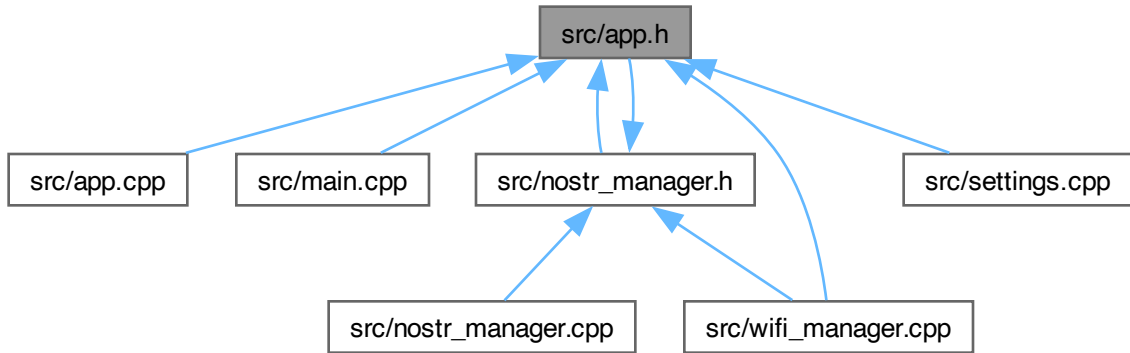 src/app.h
src/app.cpp
src/main.cpp
src/nostr_manager.h
src/settings.cpp
src/nostr_manager.cpp
src/wifi_manager.cpp